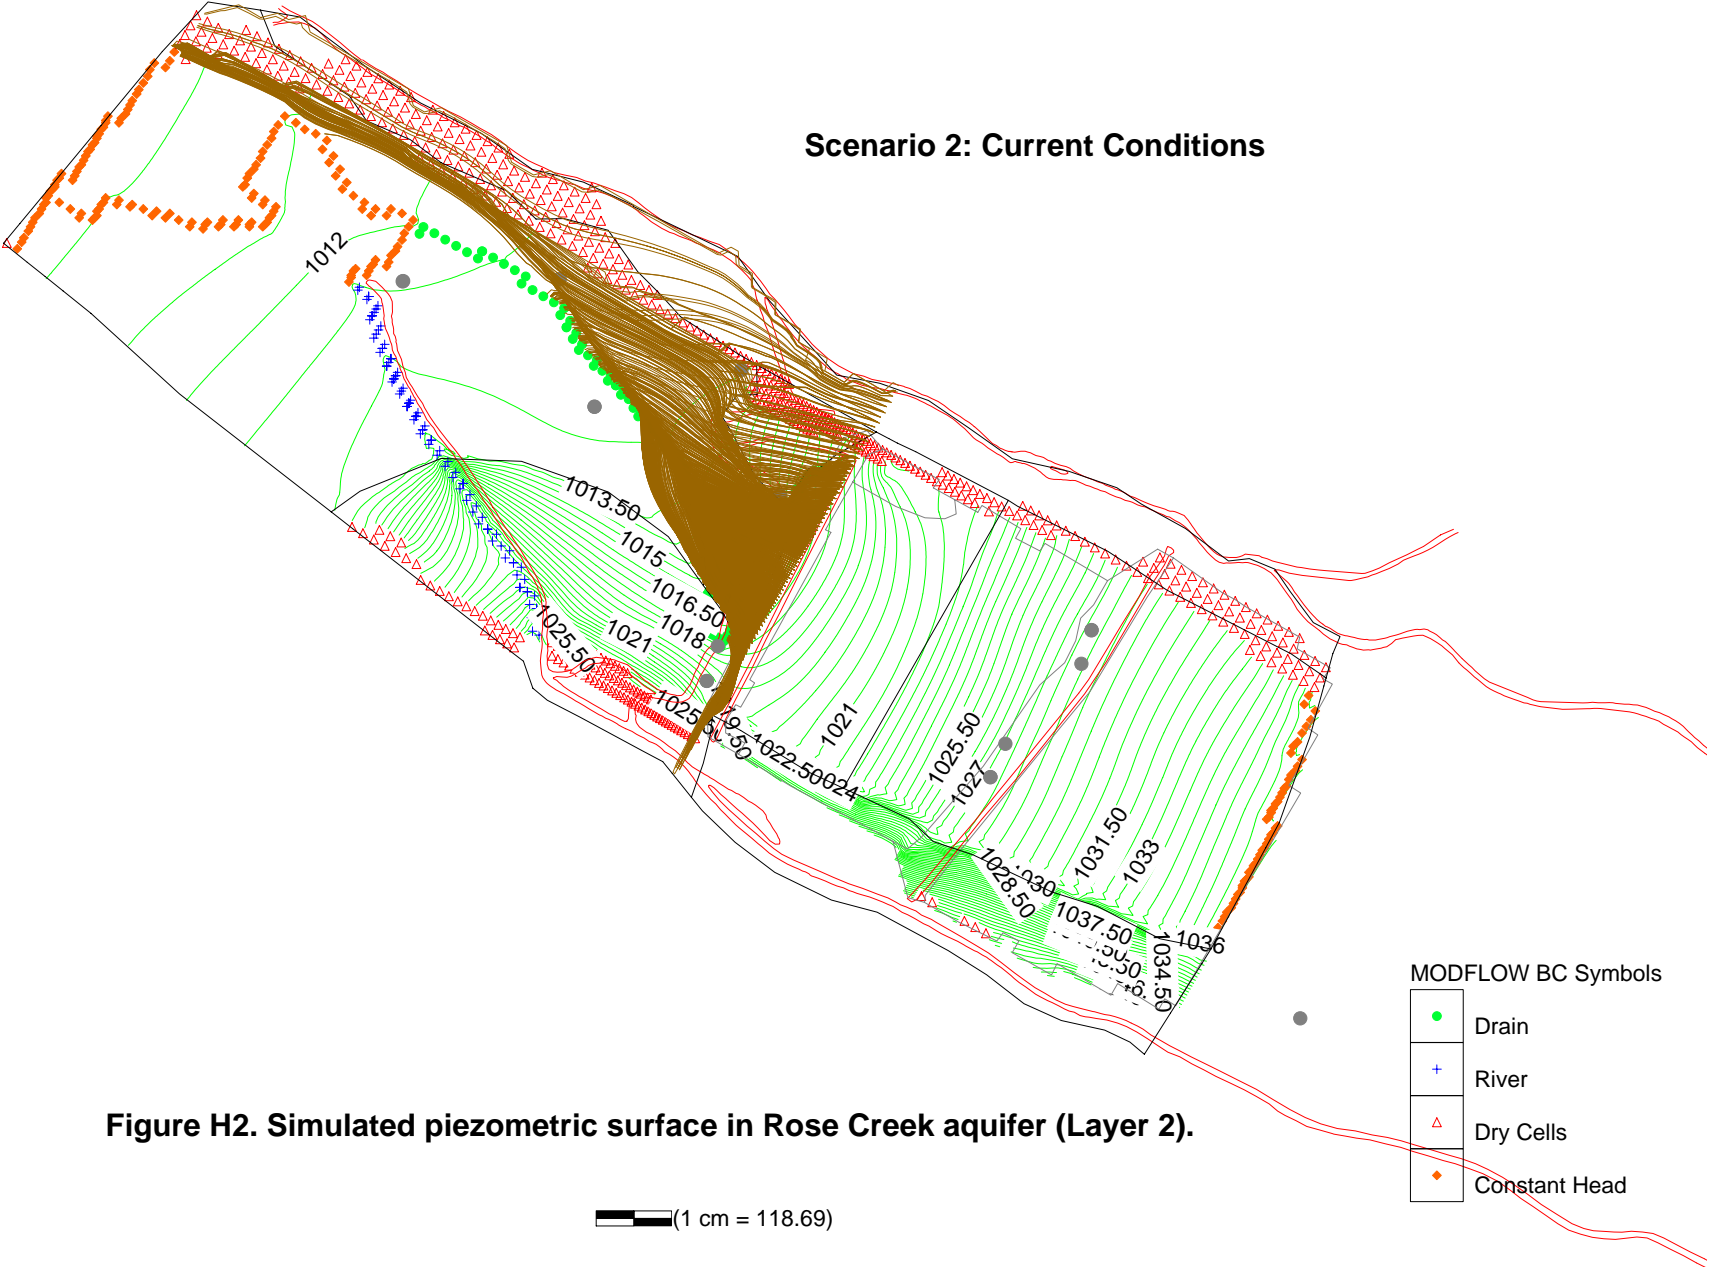 Scenario 2: Current Conditions
1012
1013.50
1015
1016.50
1018
1021
1025.50
1021
1022.50
1025.50
1027
1031.50
1033
1028.50
1037.50
1036
1034.50
MODFLOW BC Symbols
Drain
River
Dry Cells
Constant Head
Figure H2. Simulated piezometric surface in Rose Creek aquifer (Layer 2).
(1 cm = 118.69)